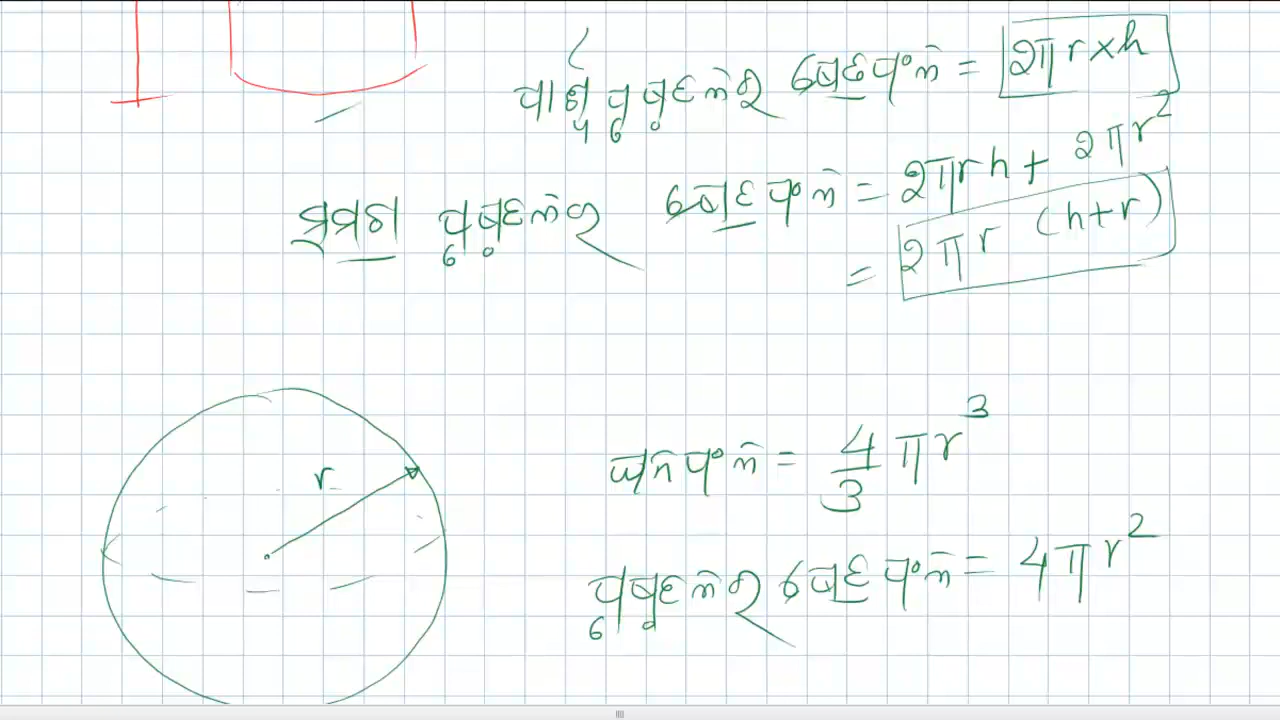 ପାର୍ଶ୍ୱ ପୃଷ୍ଠତଳର କ୍ଷେତ୍ରଫଳ = 2πr×h
ସମଗ୍ର ପୃଷ୍ଠତଳର କ୍ଷେତ୍ରଫଳ = 2πrh + 2πr²
= 2πr (h+r)
r
ଘନଫଳ = 4/3 πr³
ପୃଷ୍ଠତଳର କ୍ଷେତ୍ରଫଳ = 4πr²